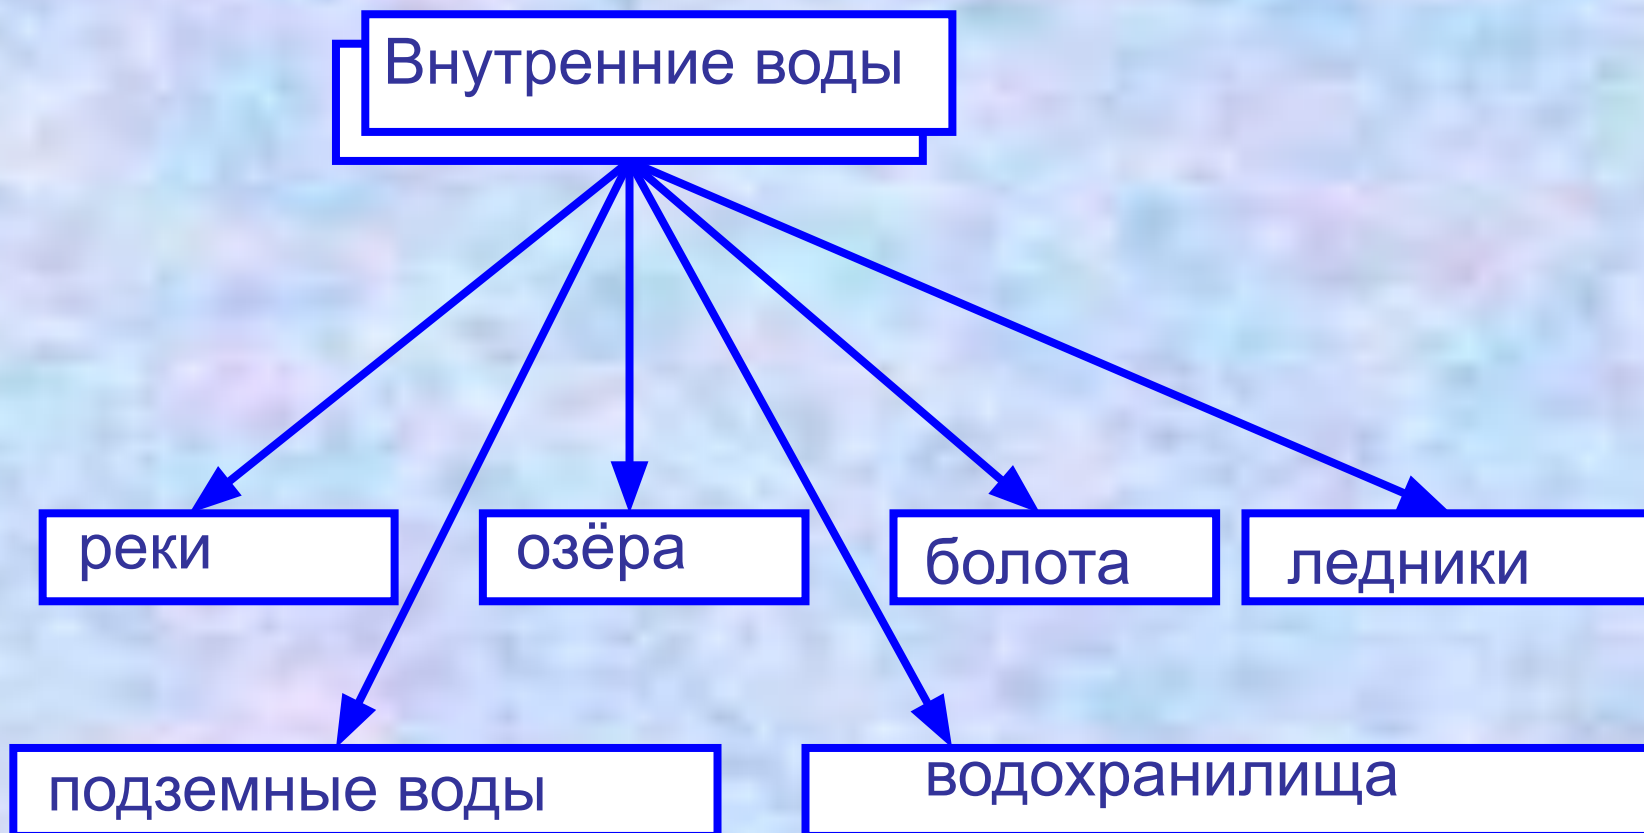 Внутренние воды
реки
озёра
болота
ледники
подземные воды
водохранилища